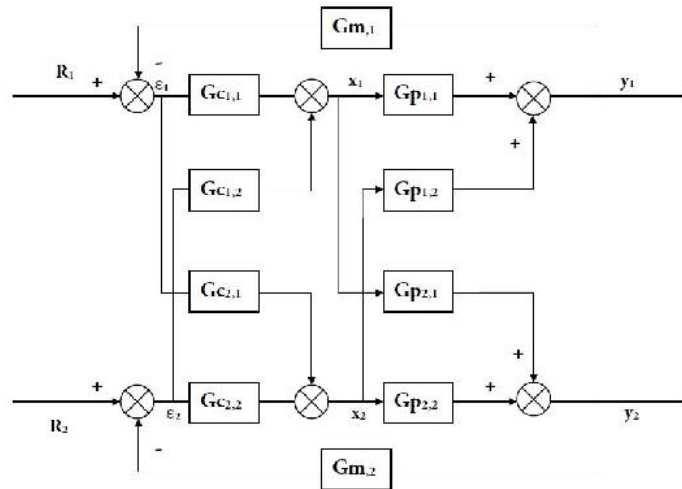 Gm,1
R₁ + - ε₁ Gc₁,₁ x₁ Gp₁,₁ + y₁
+
Gc₁,₂ Gp₁,₂
Gc₂,₁ Gp₂,₁
+
R₂ + - ε₂ Gc₂,₂ x₂ Gp₂,₂ + y₂
Gm,2